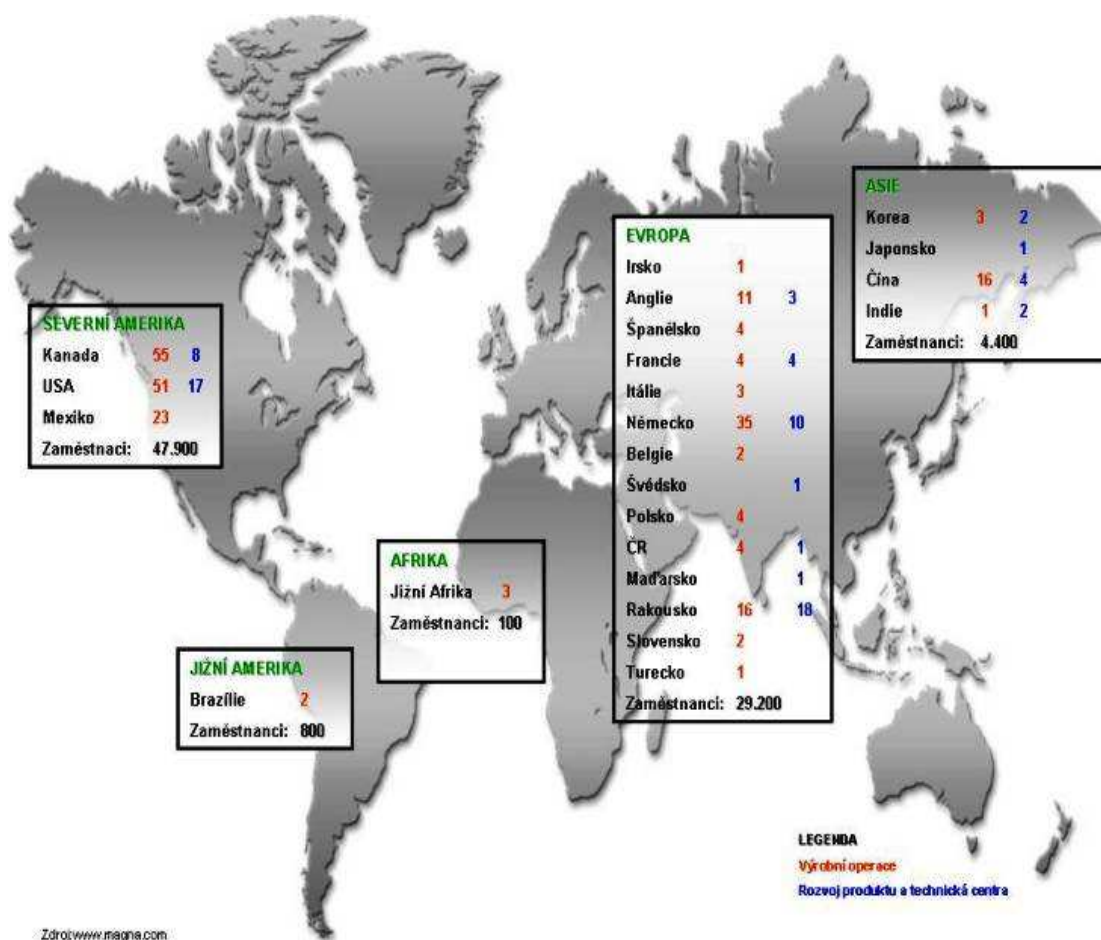 SEVERNÍ AMERIKA
Kanada 55 8
USA 51 17
Mexiko 23
Zaměstnaci: 47.900
JIŽNÍ AMERIKA
Brazílie 2
Zaměstnanci: 800
AFRIKA
Jižní Afrika 3
Zaměstnanci: 100
EVROPA
Irsko 1
Anglie 11 3
Španělsko 4
Francie 4 4
Itálie 3
Německo 35 10
Belgie 2
Švédsko 1
Polsko 4
ČR 4 1
Maďarsko 1
Rakousko 16 18
Slovensko 2
Turecko 1
Zaměstnanci: 29.200
ASIE
Korea 3 2
Japonsko 1
Čína 16 4
Indie 1 2
Zaměstnanci: 4.400
LEGENDA
Výrobní operace
Rozvoj produktu a technická centra
Zdroj:www.magna.com